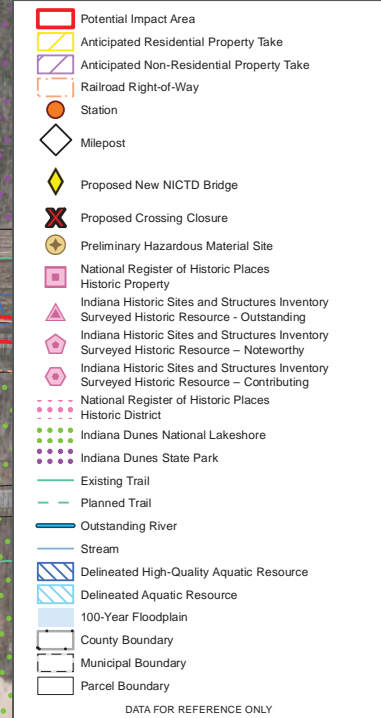 Potential Impact Area
Anticipated Residential Property Take
Anticipated Non-Residential Property Take
Railroad Right-of-Way
Station
Milepost
Proposed New NICTD Bridge
Proposed Crossing Closure
Preliminary Hazardous Material Site
National Register of Historic Places
Historic Property
Indiana Historic Sites and Structures Inventory
Surveyed Historic Resource - Outstanding
Indiana Historic Sites and Structures Inventory
Surveyed Historic Resource – Noteworthy
Indiana Historic Sites and Structures Inventory
Surveyed Historic Resource – Contributing
National Register of Historic Places
Historic District
Indiana Dunes National Lakeshore
Indiana Dunes State Park
Existing Trail
Planned Trail
Outstanding River
Stream
Delineated High-Quality Aquatic Resource
Delineated Aquatic Resource
100-Year Floodplain
County Boundary
Municipal Boundary
Parcel Boundary
DATA FOR REFERENCE ONLY